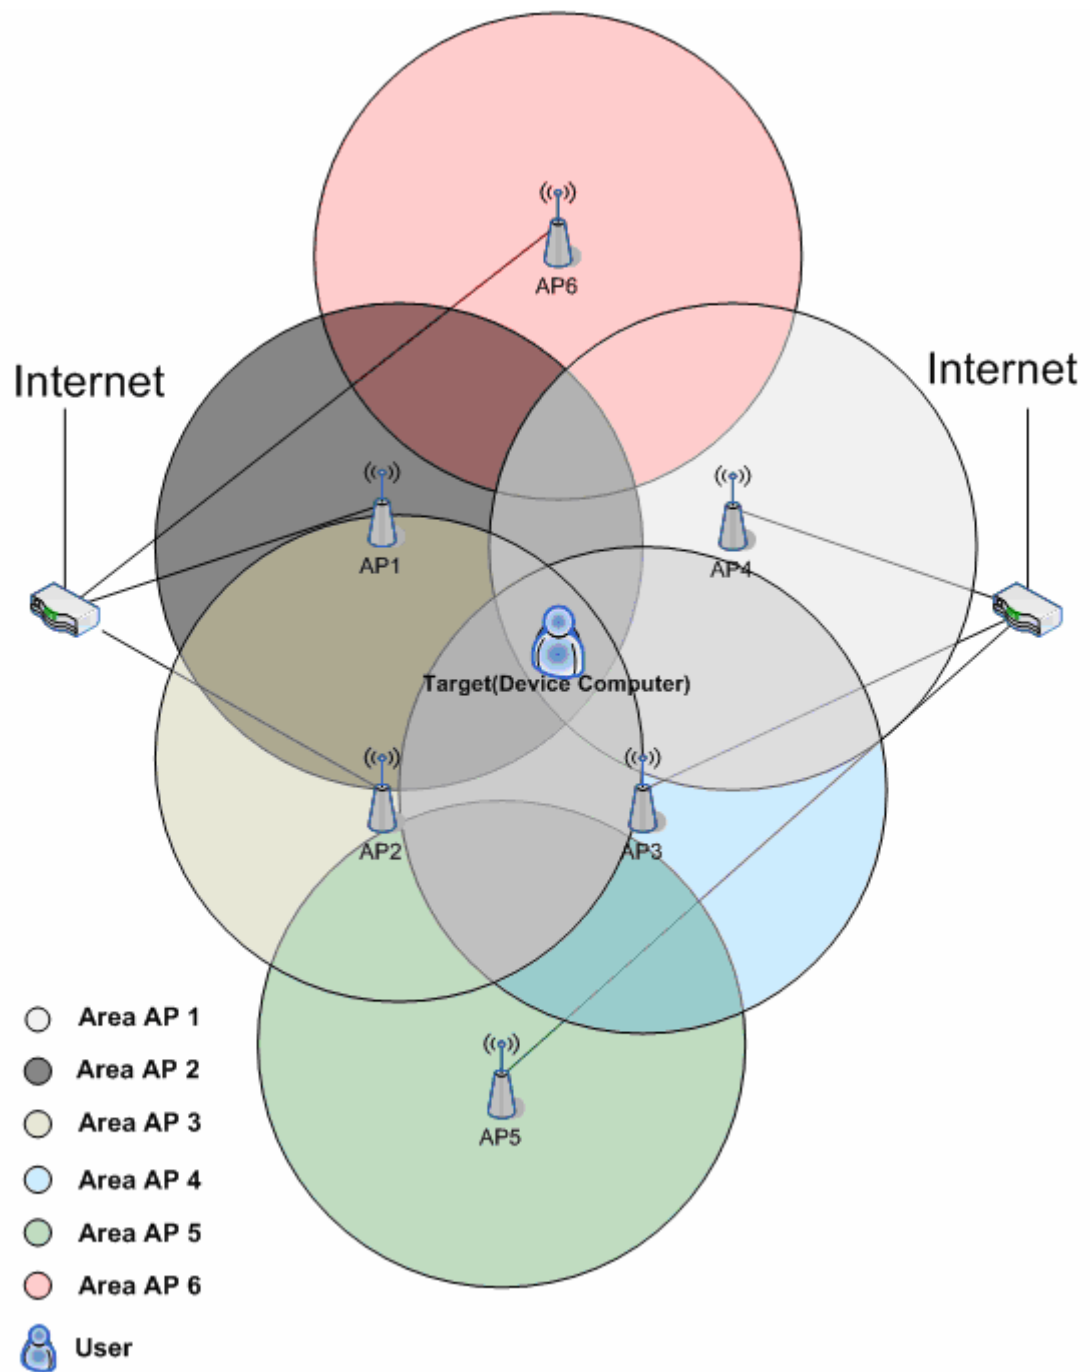 AP6
Internet
Internet
AP1
AP4
Target(Device Computer)
AP2
AP3
Area AP 1
Area AP 2
Area AP 3
AP5
Area AP 4
Area AP 5
Area AP 6
User